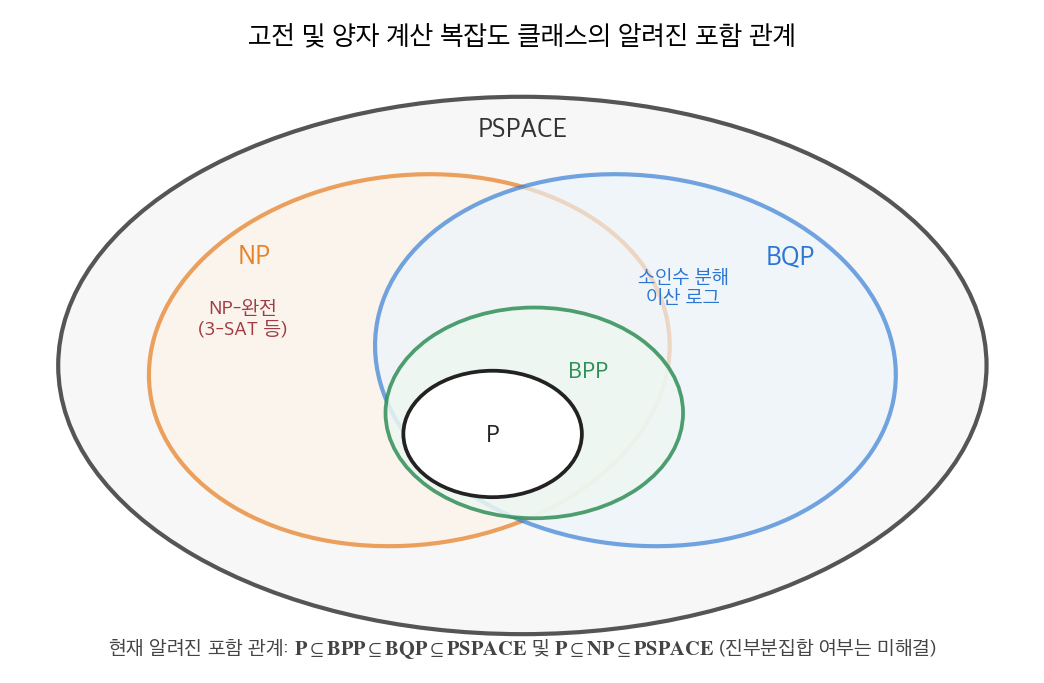 고전 및 양자 계산 복잡도 클래스의 알려진 포함 관계
PSPACE
NP
BQP
소인수 분해
이산 로그
NP-완전
(3-SAT 등)
BPP
P
현재 알려진 포함 관계: P⊆BPP⊆BQP⊆PSPACE 및 P⊆NP⊆PSPACE (진부분집합 여부는 미해결)